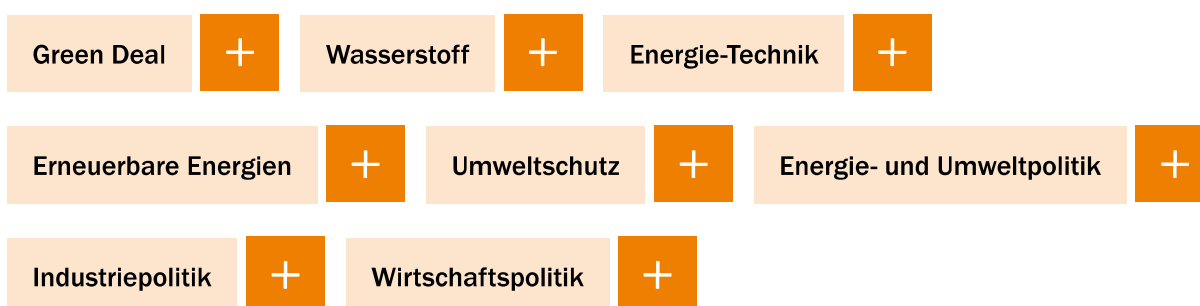 Green Deal + Wasserstoff + Energie-Technik +
Erneuerbare Energien + Umweltschutz + Energie- und Umweltpolitik +
Industriepolitik + Wirtschaftspolitik +